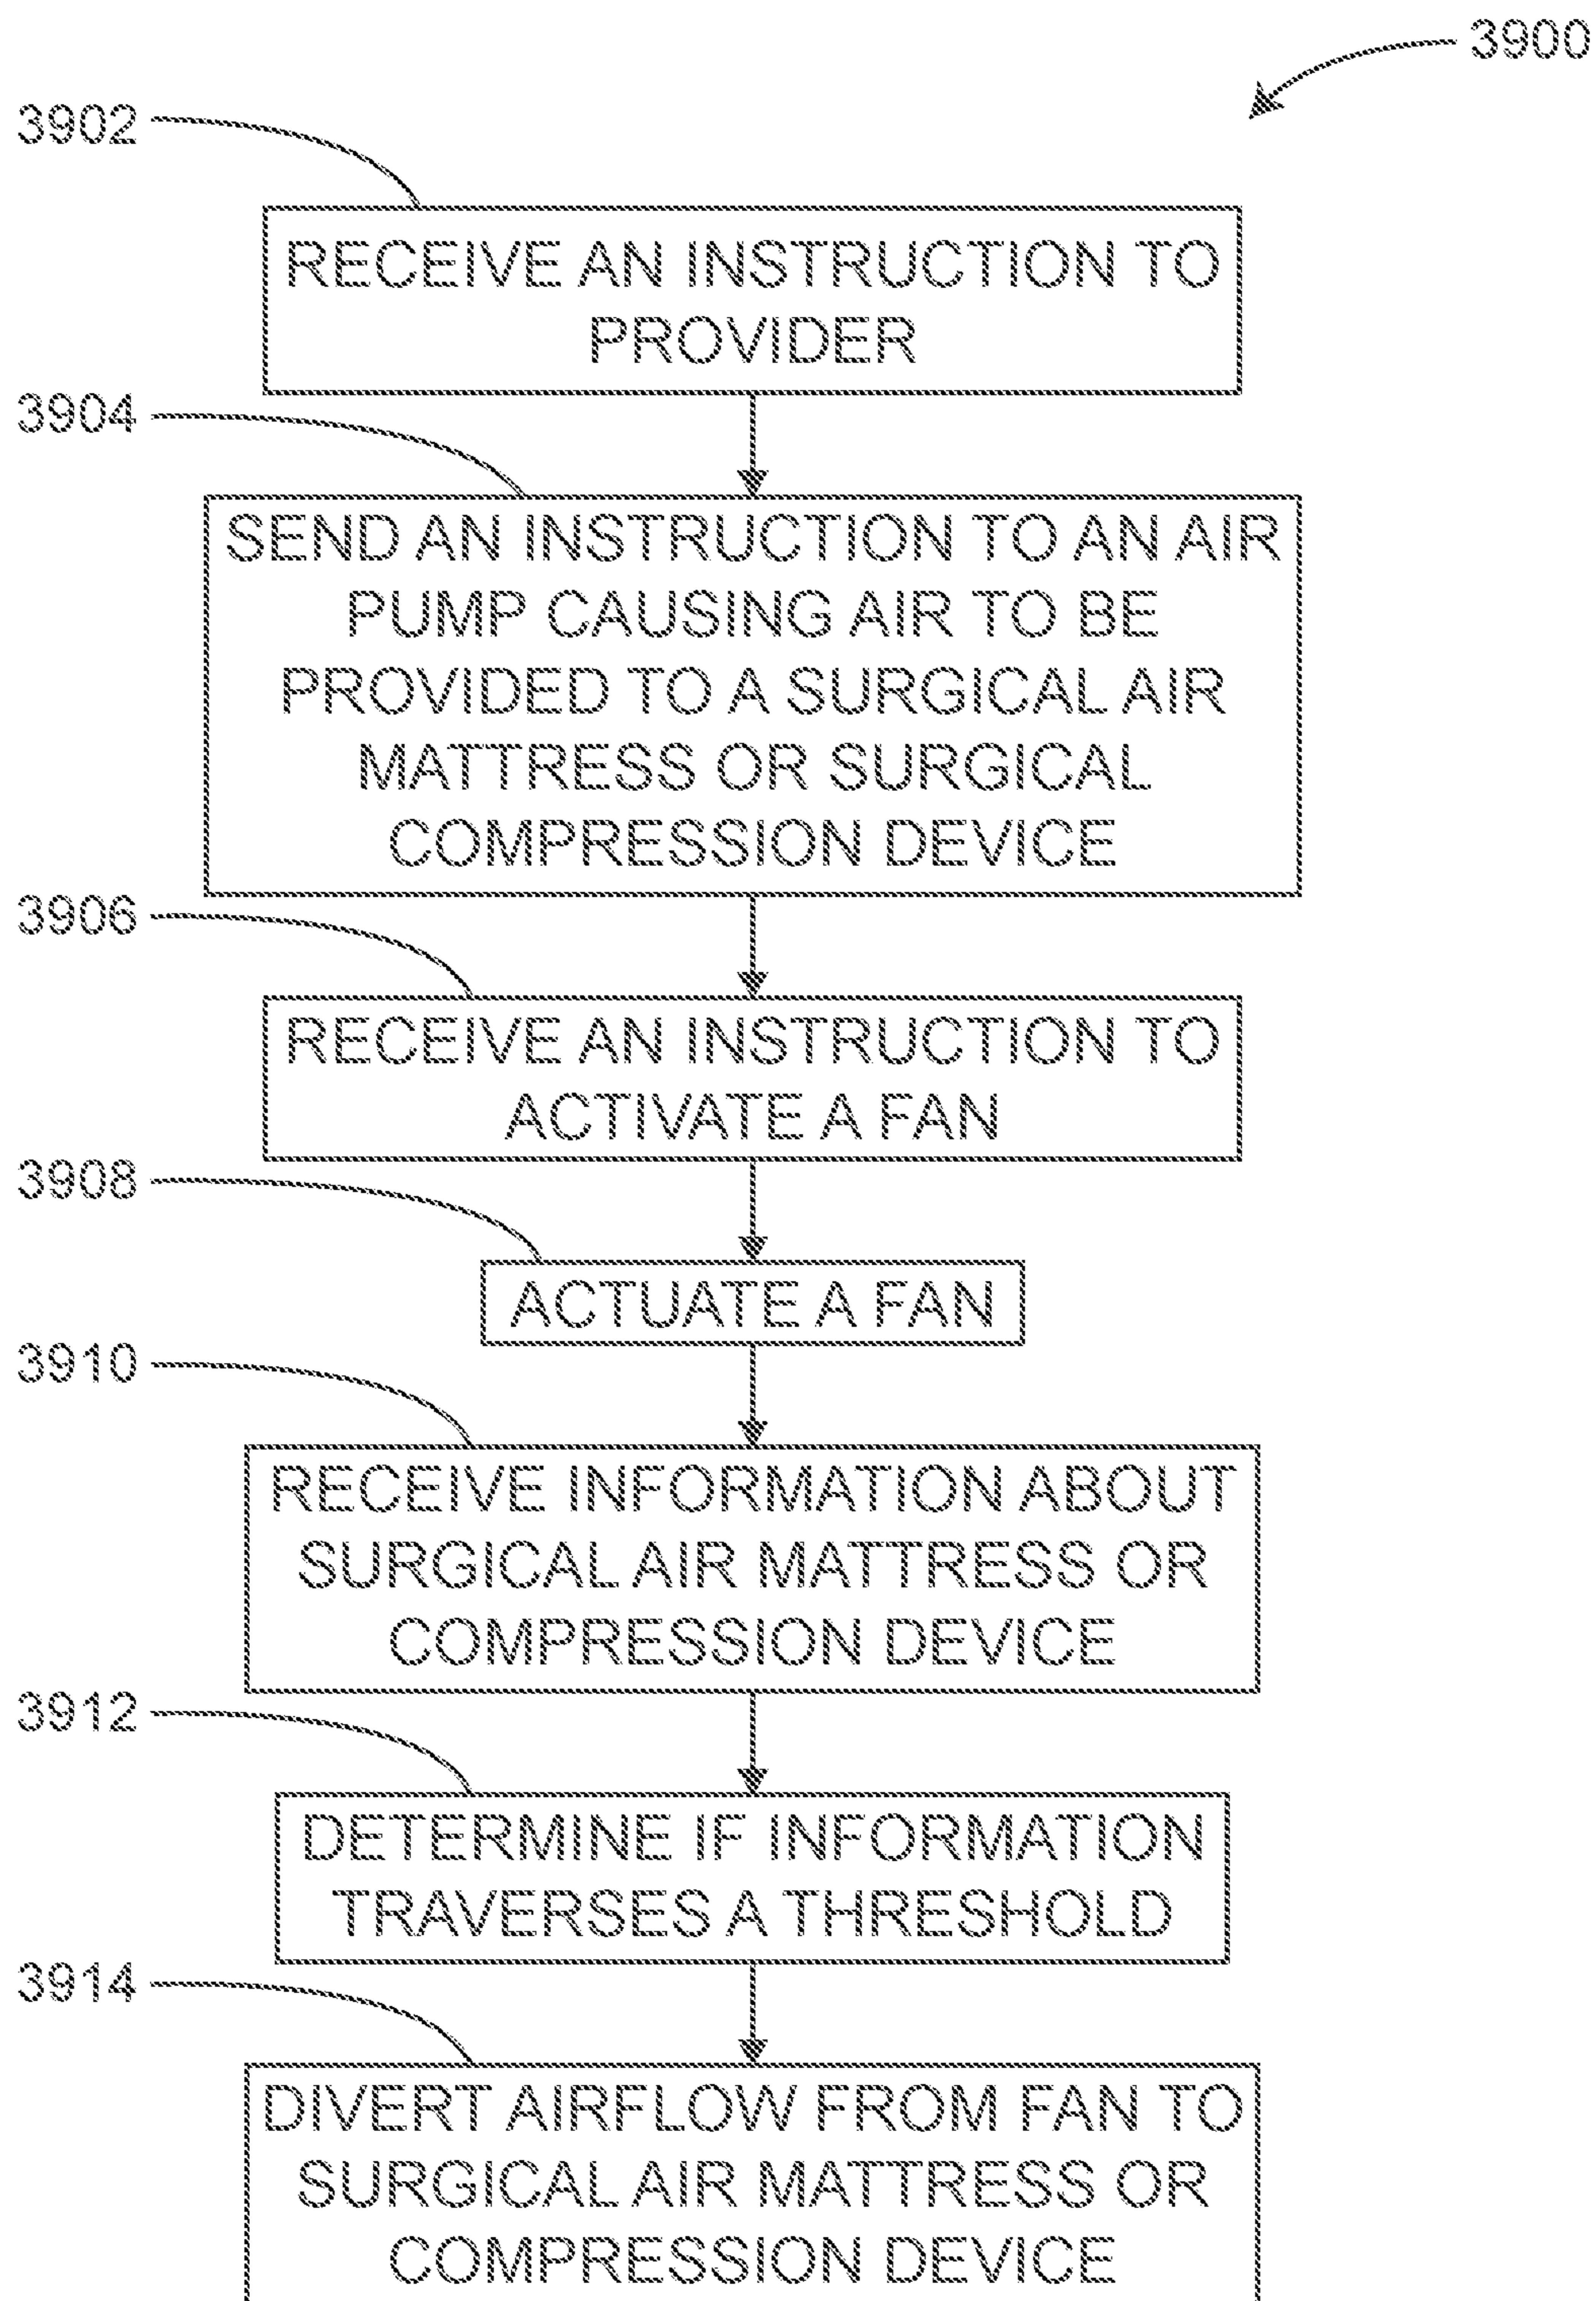 3900
3902
RECEIVE AN INSTRUCTION TO
PROVIDER
3904
SEND AN INSTRUCTION TO AN AIR
PUMP CAUSING AIR TO BE
PROVIDED TO A SURGICAL AIR
MATTRESS OR SURGICAL
COMPRESSION DEVICE
3906
RECEIVE AN INSTRUCTION TO
ACTIVATE A FAN
3908
ACTUATE A FAN
3910
RECEIVE INFORMATION ABOUT
SURGICAL AIR MATTRESS OR
COMPRESSION DEVICE
3912
DETERMINE IF INFORMATION
TRAVERSES A THRESHOLD
3914
DIVERT AIRFLOW FROM FAN TO
SURGICAL AIR MATTRESS OR
COMPRESSION DEVICE